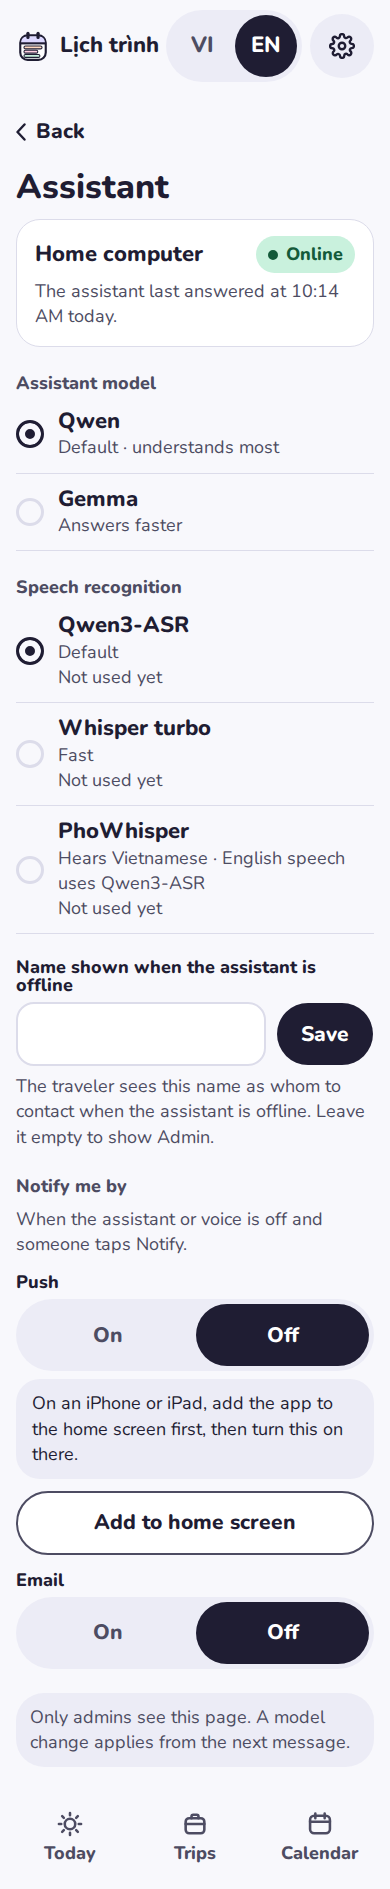 Lịch trình
VI
EN
Back
Assistant
Home computer
Online
The assistant last answered at 10:14
AM today.
Assistant model
Qwen
Default · understands most
Gemma
Answers faster
Speech recognition
Qwen3-ASR
Default
Not used yet
Whisper turbo
Fast
Not used yet
PhoWhisper
Hears Vietnamese · English speech
uses Qwen3-ASR
Not used yet
Name shown when the assistant is
offline
Save
The traveler sees this name as whom to
contact when the assistant is offline. Leave
it empty to show Admin.
Notify me by
When the assistant or voice is off and
someone taps Notify.
Push
On
Off
On an iPhone or iPad, add the app to
the home screen first, then turn this on
there.
Add to home screen
Email
On
Off
Only admins see this page. A model
change applies from the next message.
Today
Trips
Calendar